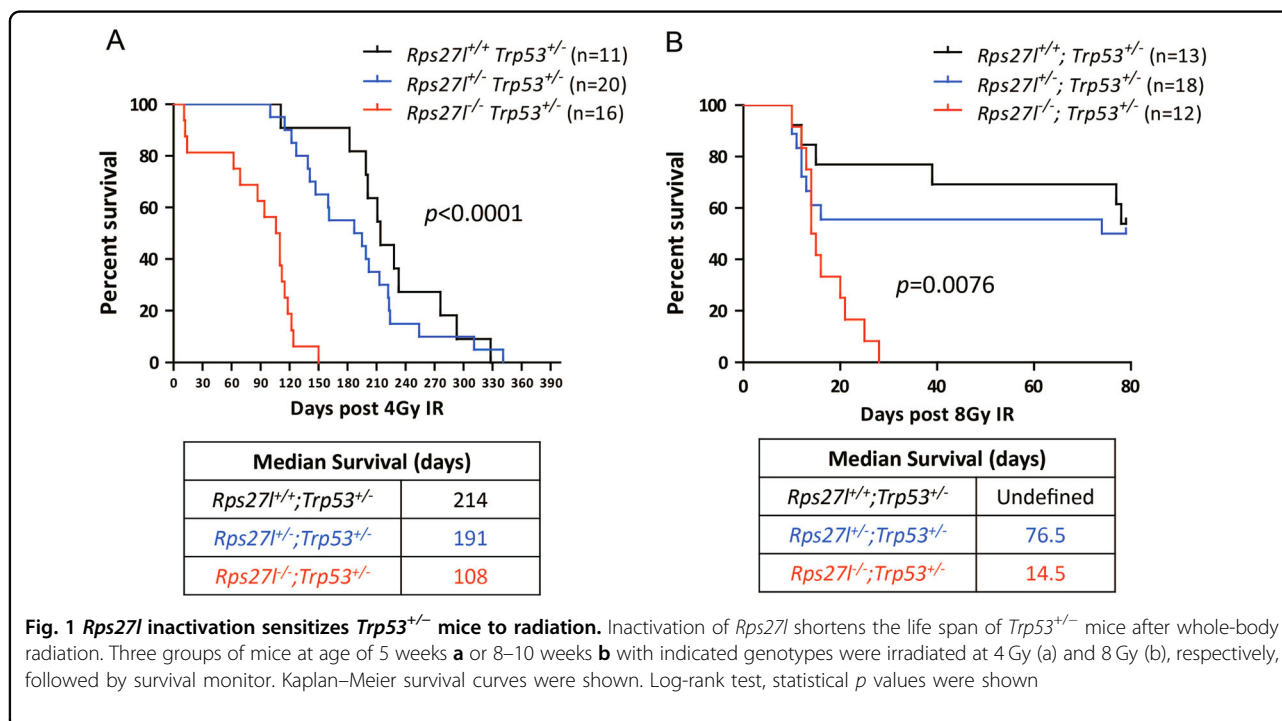 A
Rps27l+/+ Trp53+/- (n=11)
Rps27l+/- Trp53+/- (n=20)
Rps27l-/- Trp53+/- (n=16)
Percent survival
100
80
60
40
20
0
p<0.0001
0 30 60 90 120 150 180 210 240 270 300 330 360 390
Days post 4Gy IR
Median Survival (days)
Rps27l+/+;Trp53+/- 214
Rps27l+/-;Trp53+/- 191
Rps27l-/-;Trp53+/- 108
B
Rps27l+/+; Trp53+/- (n=13)
Rps27l+/-; Trp53+/- (n=18)
Rps27l-/-; Trp53+/- (n=12)
Percent survival
100
80
60
40
20
0
p=0.0076
0 20 40 60 80
Days post 8Gy IR
Median Survival (days)
Rps27l+/+;Trp53+/- Undefined
Rps27l+/-;Trp53+/- 76.5
Rps27l-/-;Trp53+/- 14.5
Fig. 1 Rps27l inactivation sensitizes Trp53+/− mice to radiation. Inactivation of Rps27l shortens the life span of Trp53+/− mice after whole-body
radiation. Three groups of mice at age of 5 weeks a or 8–10 weeks b with indicated genotypes were irradiated at 4 Gy (a) and 8 Gy (b), respectively,
followed by survival monitor. Kaplan–Meier survival curves were shown. Log-rank test, statistical p values were shown